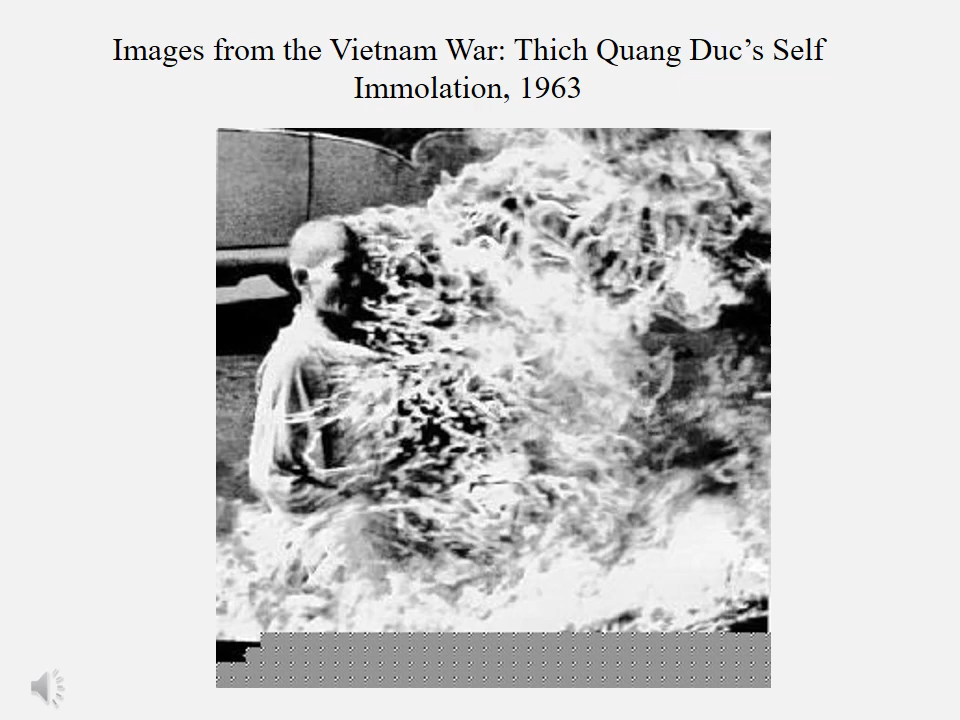 Images from the Vietnam War: Thich Quang Duc’s Self
Immolation, 1963